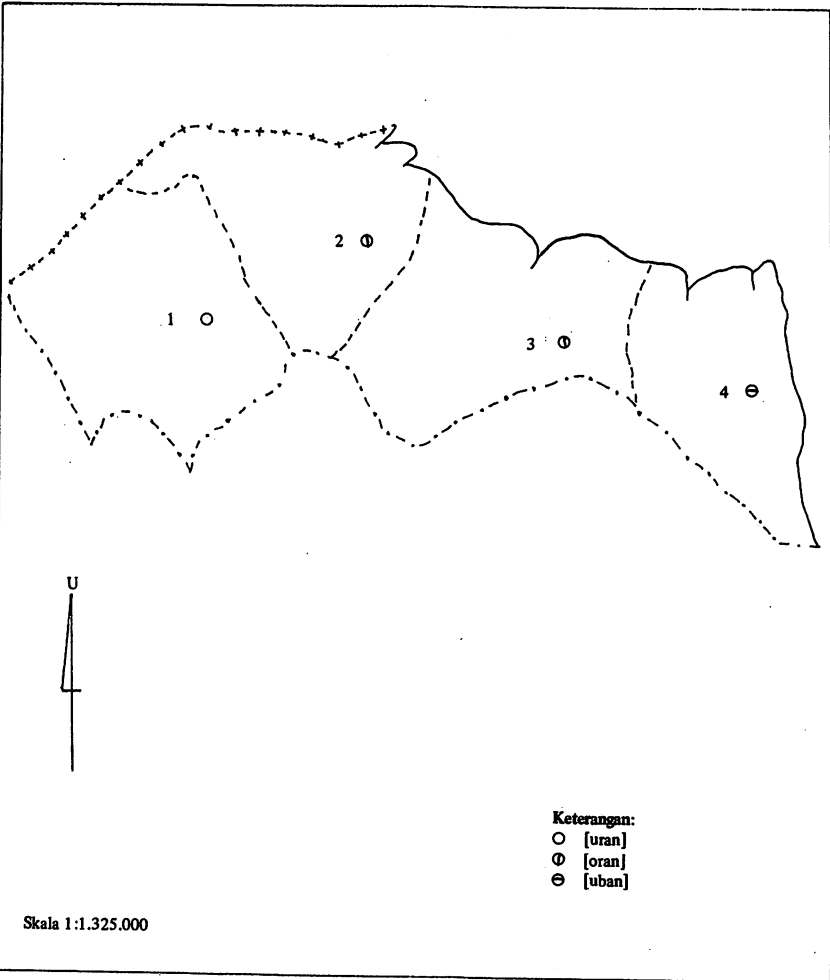 2
1
3
4
U
Keterangan:
[uran]
[oran]
[uban]
Skala 1:1.325.000